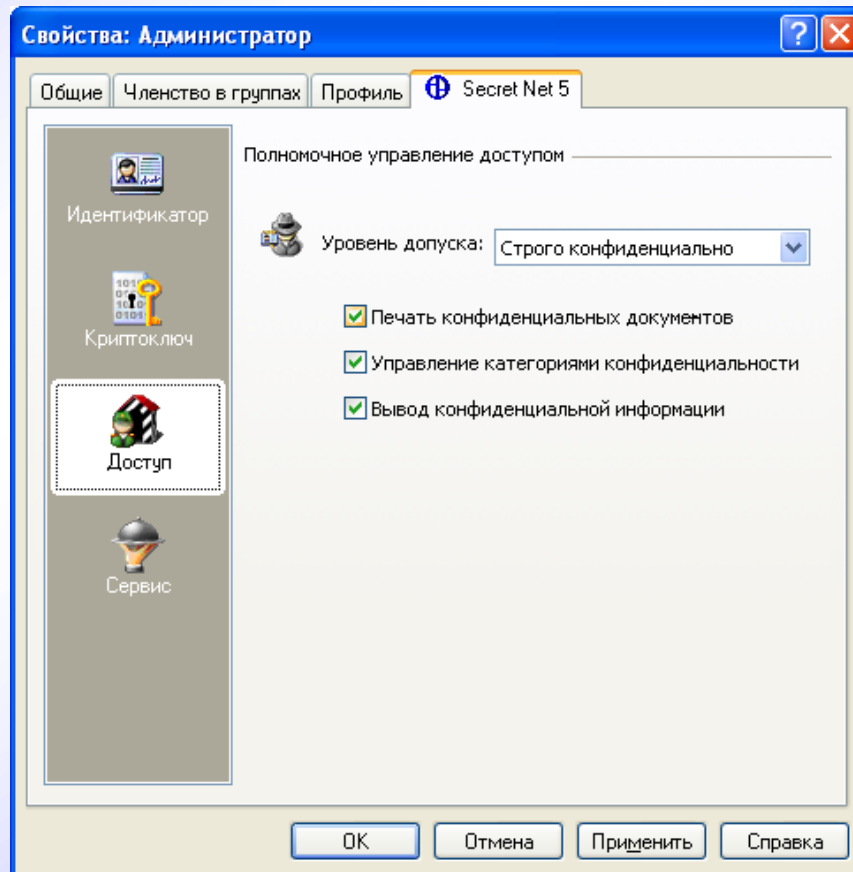 Свойства: Администратор
Общие Членство в группах Профиль Secret Net 5
Идентификатор
Криптоключ
Доступ
Сервис
Полномочное управление доступом
Уровень допуска: Строго конфиденциально
Печать конфиденциальных документов
Управление категориями конфиденциальности
Вывод конфиденциальной информации
ОК Отмена Применить Справка